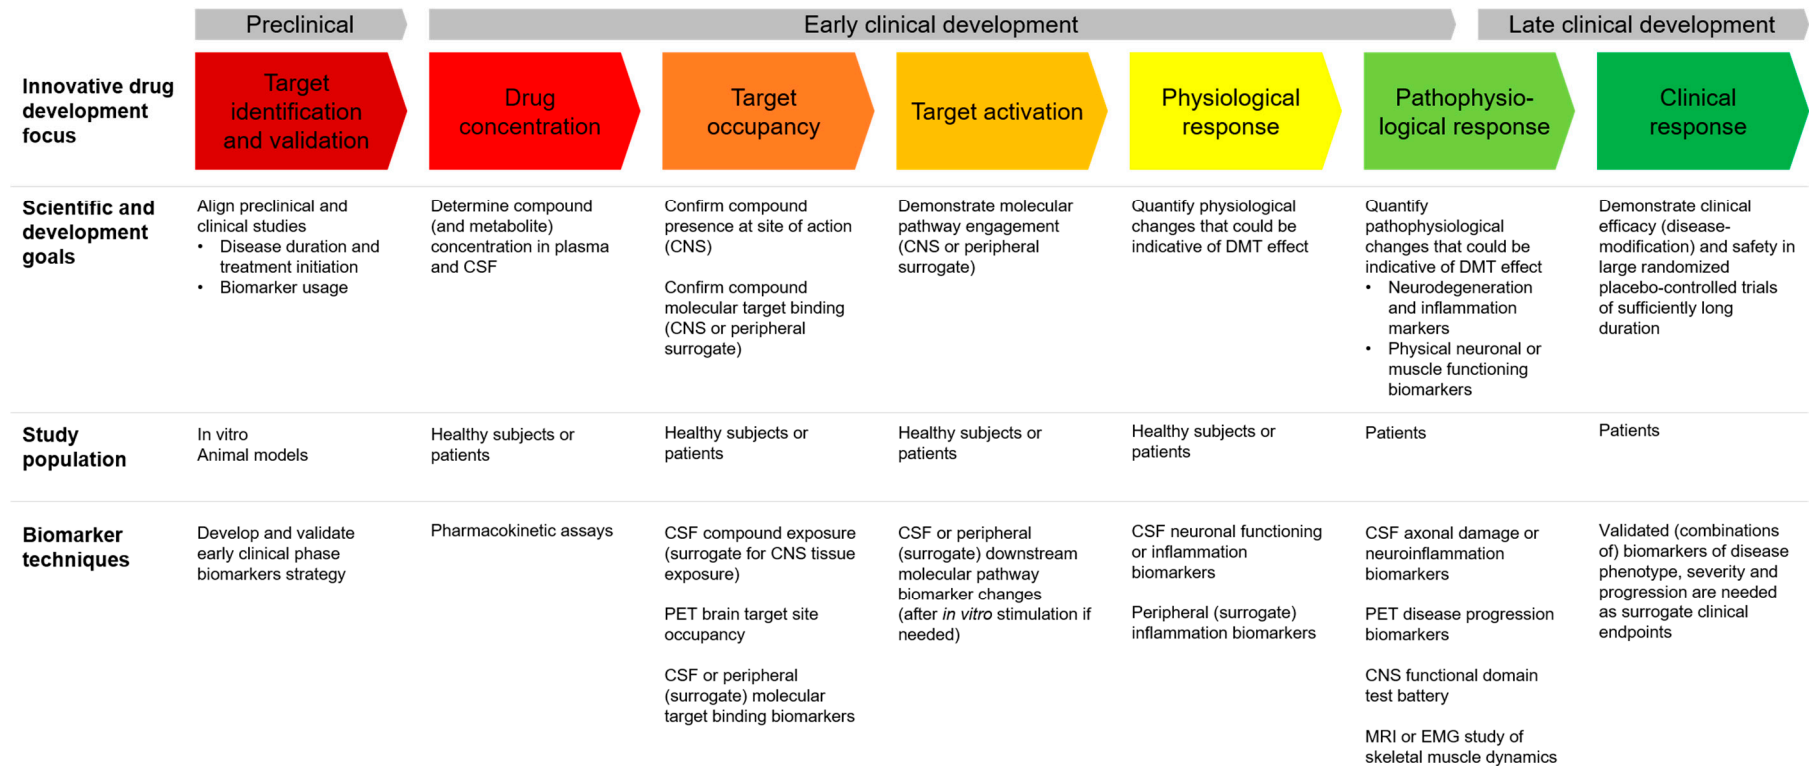 Preclinical
Early clinical development
Late clinical development
Innovative drug
development
focus
Target
identification
and validation
Drug
concentration
Target
occupancy
Target activation
Physiological
response
Pathophysio-
logical response
Clinical
response
Scientific and
development
goals
Align preclinical and
clinical studies
• Disease duration and
treatment initiation
• Biomarker usage
Determine compound
(and metabolite)
concentration in plasma
and CSF
Confirm compound
presence at site of action
(CNS)
Confirm compound
molecular target binding
(CNS or peripheral
surrogate)
Demonstrate molecular
pathway engagement
(CNS or peripheral
surrogate)
Quantify physiological
changes that could be
indicative of DMT effect
Quantify
pathophysiological
changes that could be
indicative of DMT effect
• Neurodegeneration
and inflammation
markers
• Physical neuronal or
muscle functioning
biomarkers
Demonstrate clinical
efficacy (disease-
modification) and safety in
large randomized
placebo-controlled trials
of sufficiently long
duration
Study
population
In vitro
Animal models
Healthy subjects or
patients
Healthy subjects or
patients
Healthy subjects or
patients
Healthy subjects or
patients
Patients
Patients
Biomarker
techniques
Develop and validate
early clinical phase
biomarkers strategy
Pharmacokinetic assays
CSF compound exposure
(surrogate for CNS tissue
exposure)
PET brain target site
occupancy
CSF or peripheral
(surrogate) molecular
target binding biomarkers
CSF or peripheral
(surrogate) downstream
molecular pathway
biomarker changes
(after in vitro stimulation if
needed)
CSF neuronal functioning
or inflammation
biomarkers
Peripheral (surrogate)
inflammation biomarkers
CSF axonal damage or
neuroinflammation
biomarkers
PET disease progression
biomarkers
CNS functional domain
test battery
MRI or EMG study of
skeletal muscle dynamics
Validated (combinations
of) biomarkers of disease
phenotype, severity and
progression are needed
as surrogate clinical
endpoints